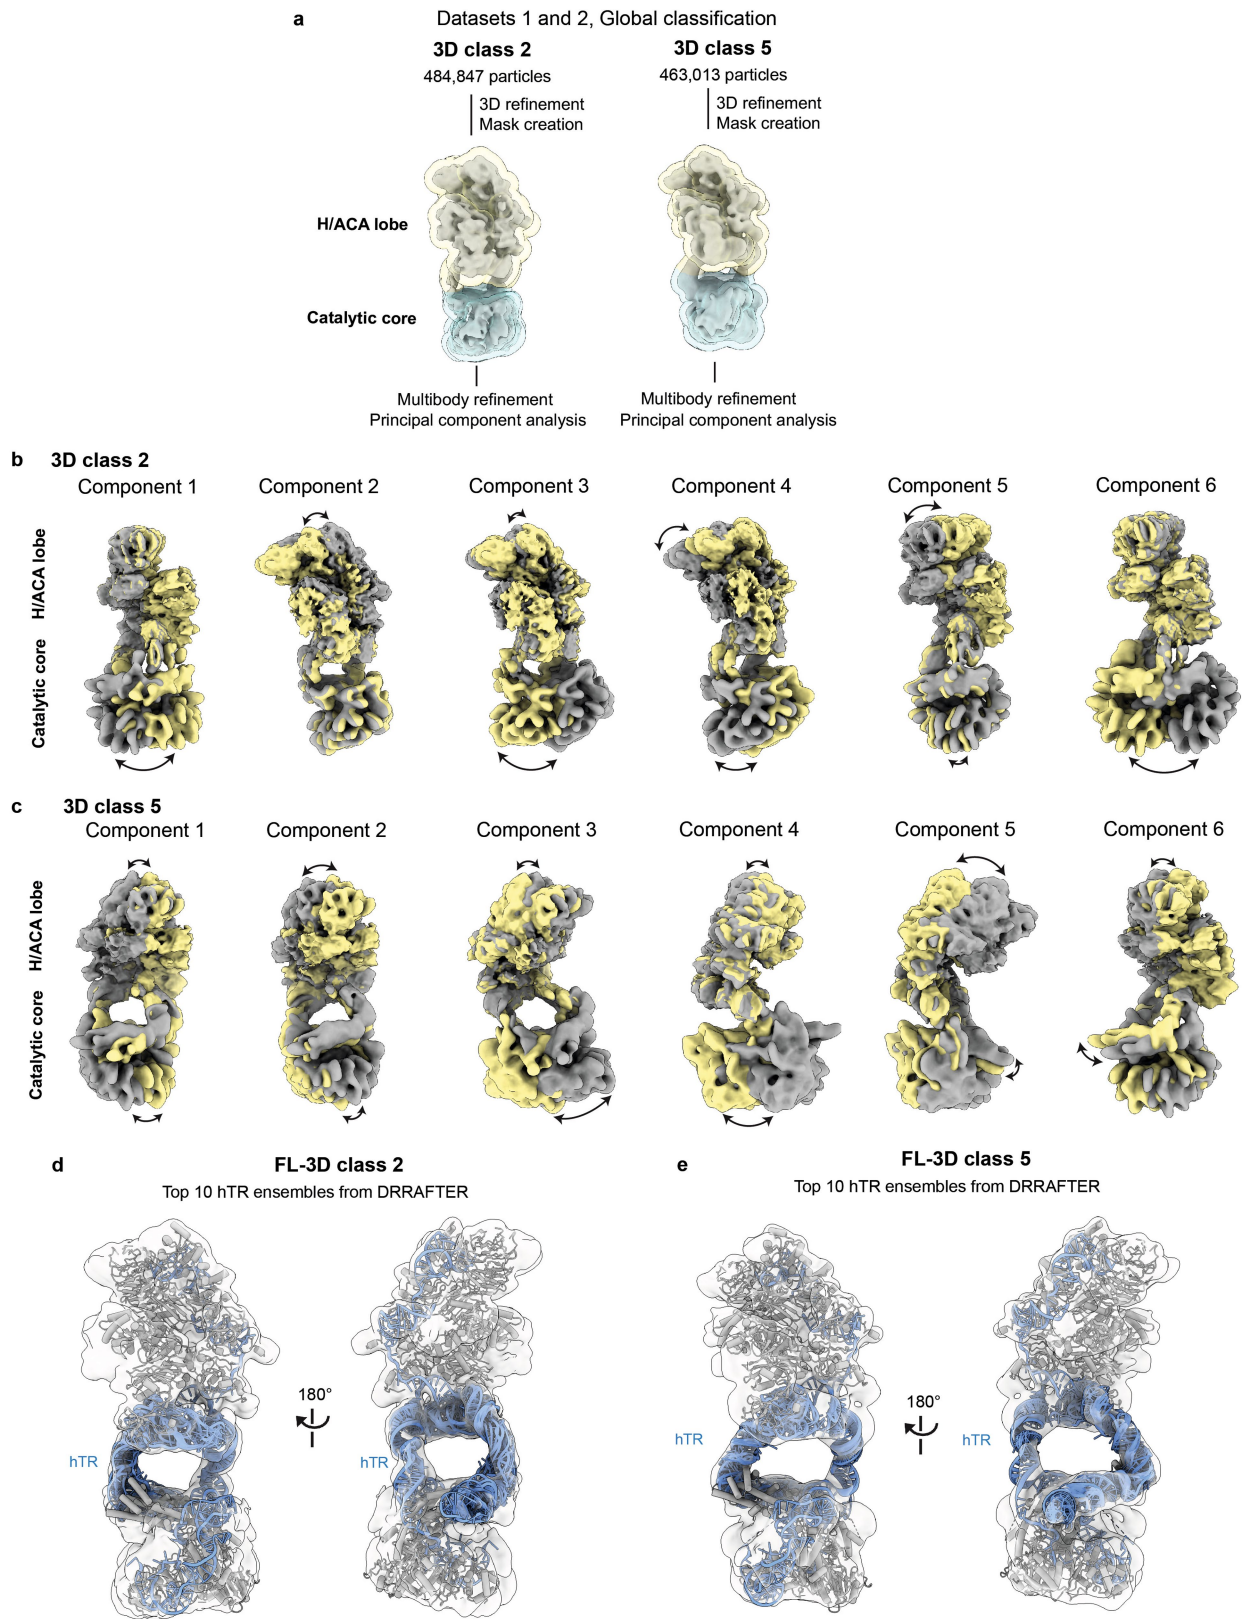 a
Datasets 1 and 2, Global classification
3D class 2
3D class 5
484,847 particles
463,013 particles
3D refinement
Mask creation
3D refinement
Mask creation
H/ACA lobe
Catalytic core
Multibody refinement
Principal component analysis
Multibody refinement
Principal component analysis
b
3D class 2
Component 1
Component 2
Component 3
Component 4
Component 5
Component 6
H/ACA lobe
Catalytic core
c
3D class 5
Component 1
Component 2
Component 3
Component 4
Component 5
Component 6
H/ACA lobe
Catalytic core
d
FL-3D class 2
Top 10 hTR ensembles from DRRAFTER
hTR
180°
hTR
e
FL-3D class 5
Top 10 hTR ensembles from DRRAFTER
hTR
180°
hTR